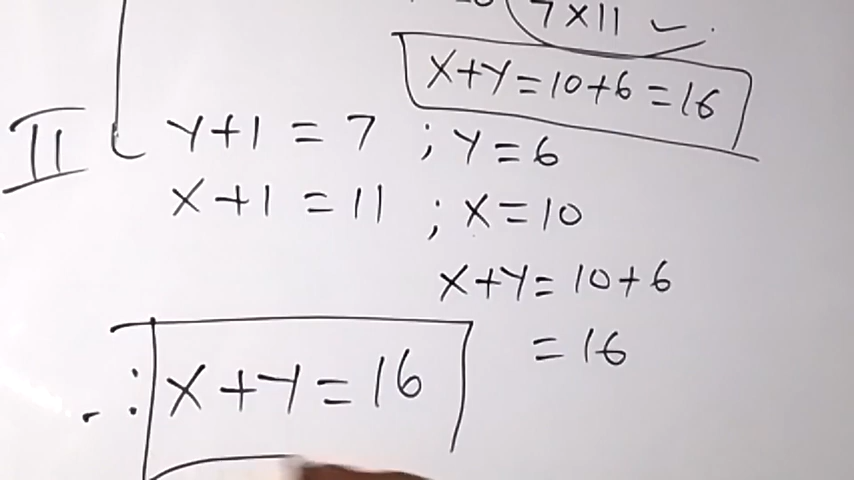 7×11 ✓
x+y=10+6=16
II y+1=7 ; y=6
x+1=11 ; x=10
x+y=10+6
=16
∴ x+y=16